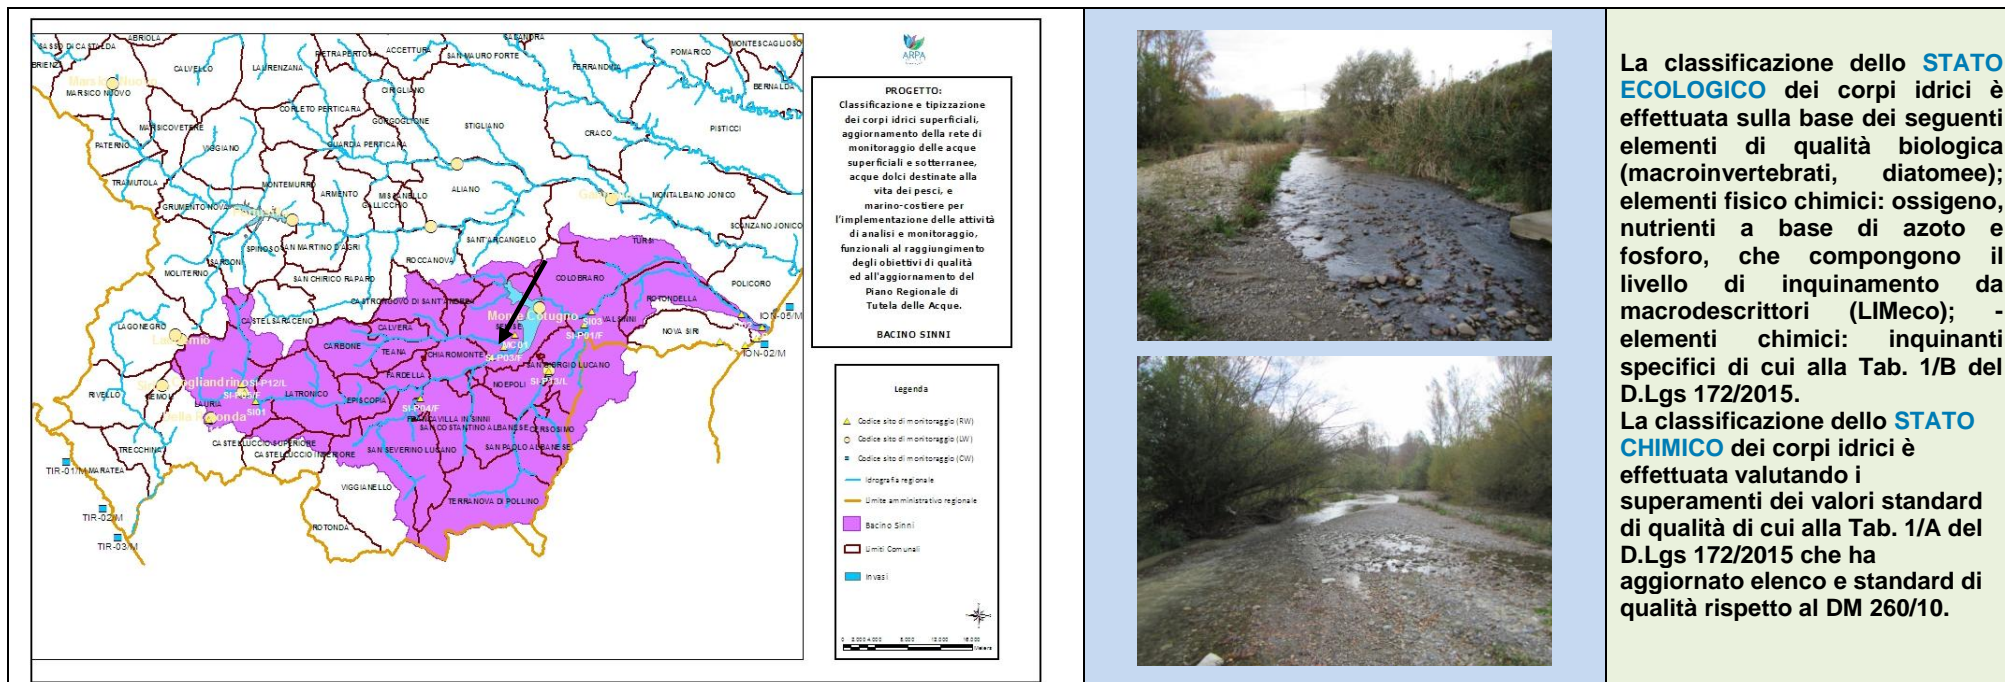 ABRIOLA
SASSO DI CASTALDA
CALVELLO
LAURENZANA
PIETRAPERTOSA
ACCETTURA
SAN MAURO FORTE
FERRANDINA
POMARICO
MONTESCAGLIOSO
BERNALDA
MARSICO NUOVO
CIRIGLIANO
CORLETO PERTICARA
GORGOGLIONE
STIGLIANO
CRACO
PISTICCI
MARSICOVETERE
PATERNO
VIGGIANO
GUARDIA PERTICARA
TRAMUTOLA
MONTEMURRO
ARMENTO
MISSANELLO
ALIANO
GALLICCHIO
MONTALBANO JONICO
GRUMENTO NOVA
SCANZANO JONICO
SPINOSO
SAN MARTINO D'AGRI
SANT'ARCANGELO
TURSI
SARCONI
ROCCANOVA
COLOBRARO
MOLITERNO
SAN CHIRICO RAPARO
POLICORO
ROTONDELLA
CASTRONUOVO DI SANT'ANDREA
ION-05/M
LAGONEGRO
CASTELSARACENO
CALVERA
Monte Cotugno
SI03
VALSINNI
NOVA SIRI
SI-P01/F
ION-02/M
CARBONE
TEANA
CHIAROMONTE
SI-P03/F
FARDELLA
NOEPOLI
SAN GIORGIO LUCANO
SI-P13/L
RIVELLO
NEMOLI
Cogliandrino
SI-P12/L
LAURIA
SI01
LATRONICO
EPISCOPIA
SI-P04/F
FRANCAVILLA IN SINNI
SAN COSTANTINO ALBANESE
CERSOSIMO
TRECCHINA
CASTELLUCCIO SUPERIORE
CASTELLUCCIO INFERIORE
SAN SEVERINO LUCANO
SAN PAOLO ALBANESE
TIR-01/M
MARATEA
VIGGIANELLO
TERRANOVA DI POLLINO
TIR-02/M
ROTONDA
TIR-03/M
ARPA
PROGETTO:
Classificazione e tipizzazione
dei corpi idrici superficiali,
aggiornamento della rete di
monitoraggio delle acque
superficiali e sotterranee,
acque dolci destinate alla
vita dei pesci, e
marino-costiere per
l'implementazione delle attività
di analisi e monitoraggio,
funzionali al raggiungimento
degli obiettivi di qualità
ed all'aggiornamento del
Piano Regionale di
Tutela delle Acque.
BACINO SINNI
Legenda
Codice sito di monitoraggio (RW)
Codice sito di monitoraggio (LW)
Codice sito di monitoraggio (CW)
Idrografia regionale
Limite amministrativo regionale
Bacino Sinni
Limiti Comunali
Invasi
Meters
La classificazione dello STATO
ECOLOGICO dei corpi idrici è
effettuata sulla base dei seguenti
elementi di qualità biologica
(macroinvertebrati, diatomee);
elementi fisico chimici: ossigeno,
nutrienti a base di azoto e
fosforo, che compongono il
livello di inquinamento da
macrodescrittori (LIMeco); -
elementi chimici: inquinanti
specifici di cui alla Tab. 1/B del
D.Lgs 172/2015.
La classificazione dello STATO
CHIMICO dei corpi idrici è
effettuata valutando i
superamenti dei valori standard
di qualità di cui alla Tab. 1/A del
D.Lgs 172/2015 che ha
aggiornato elenco e standard di
qualità rispetto al DM 260/10.